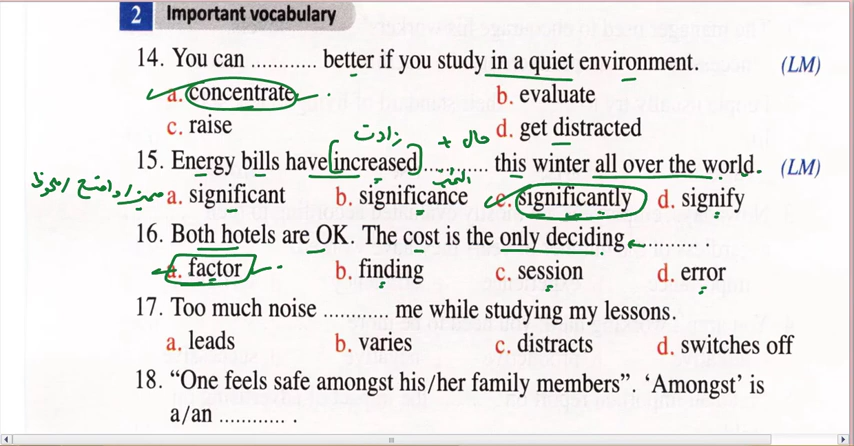 2 Important vocabulary
14. You can ............ better if you study in a quiet environment. (LM)
a. concentrate b. evaluate
c. raise d. get distracted
زادت + حال
15. Energy bills have increased ............ this winter all over the world. (LM)
a. significant b. significance c. significantly d. signify
16. Both hotels are OK. The cost is the only deciding ............ .
a. factor b. finding c. session d. error
17. Too much noise ............ me while studying my lessons.
a. leads b. varies c. distracts d. switches off
18. “One feels safe amongst his/her family members”. ‘Amongst’ is
a/an ............ .